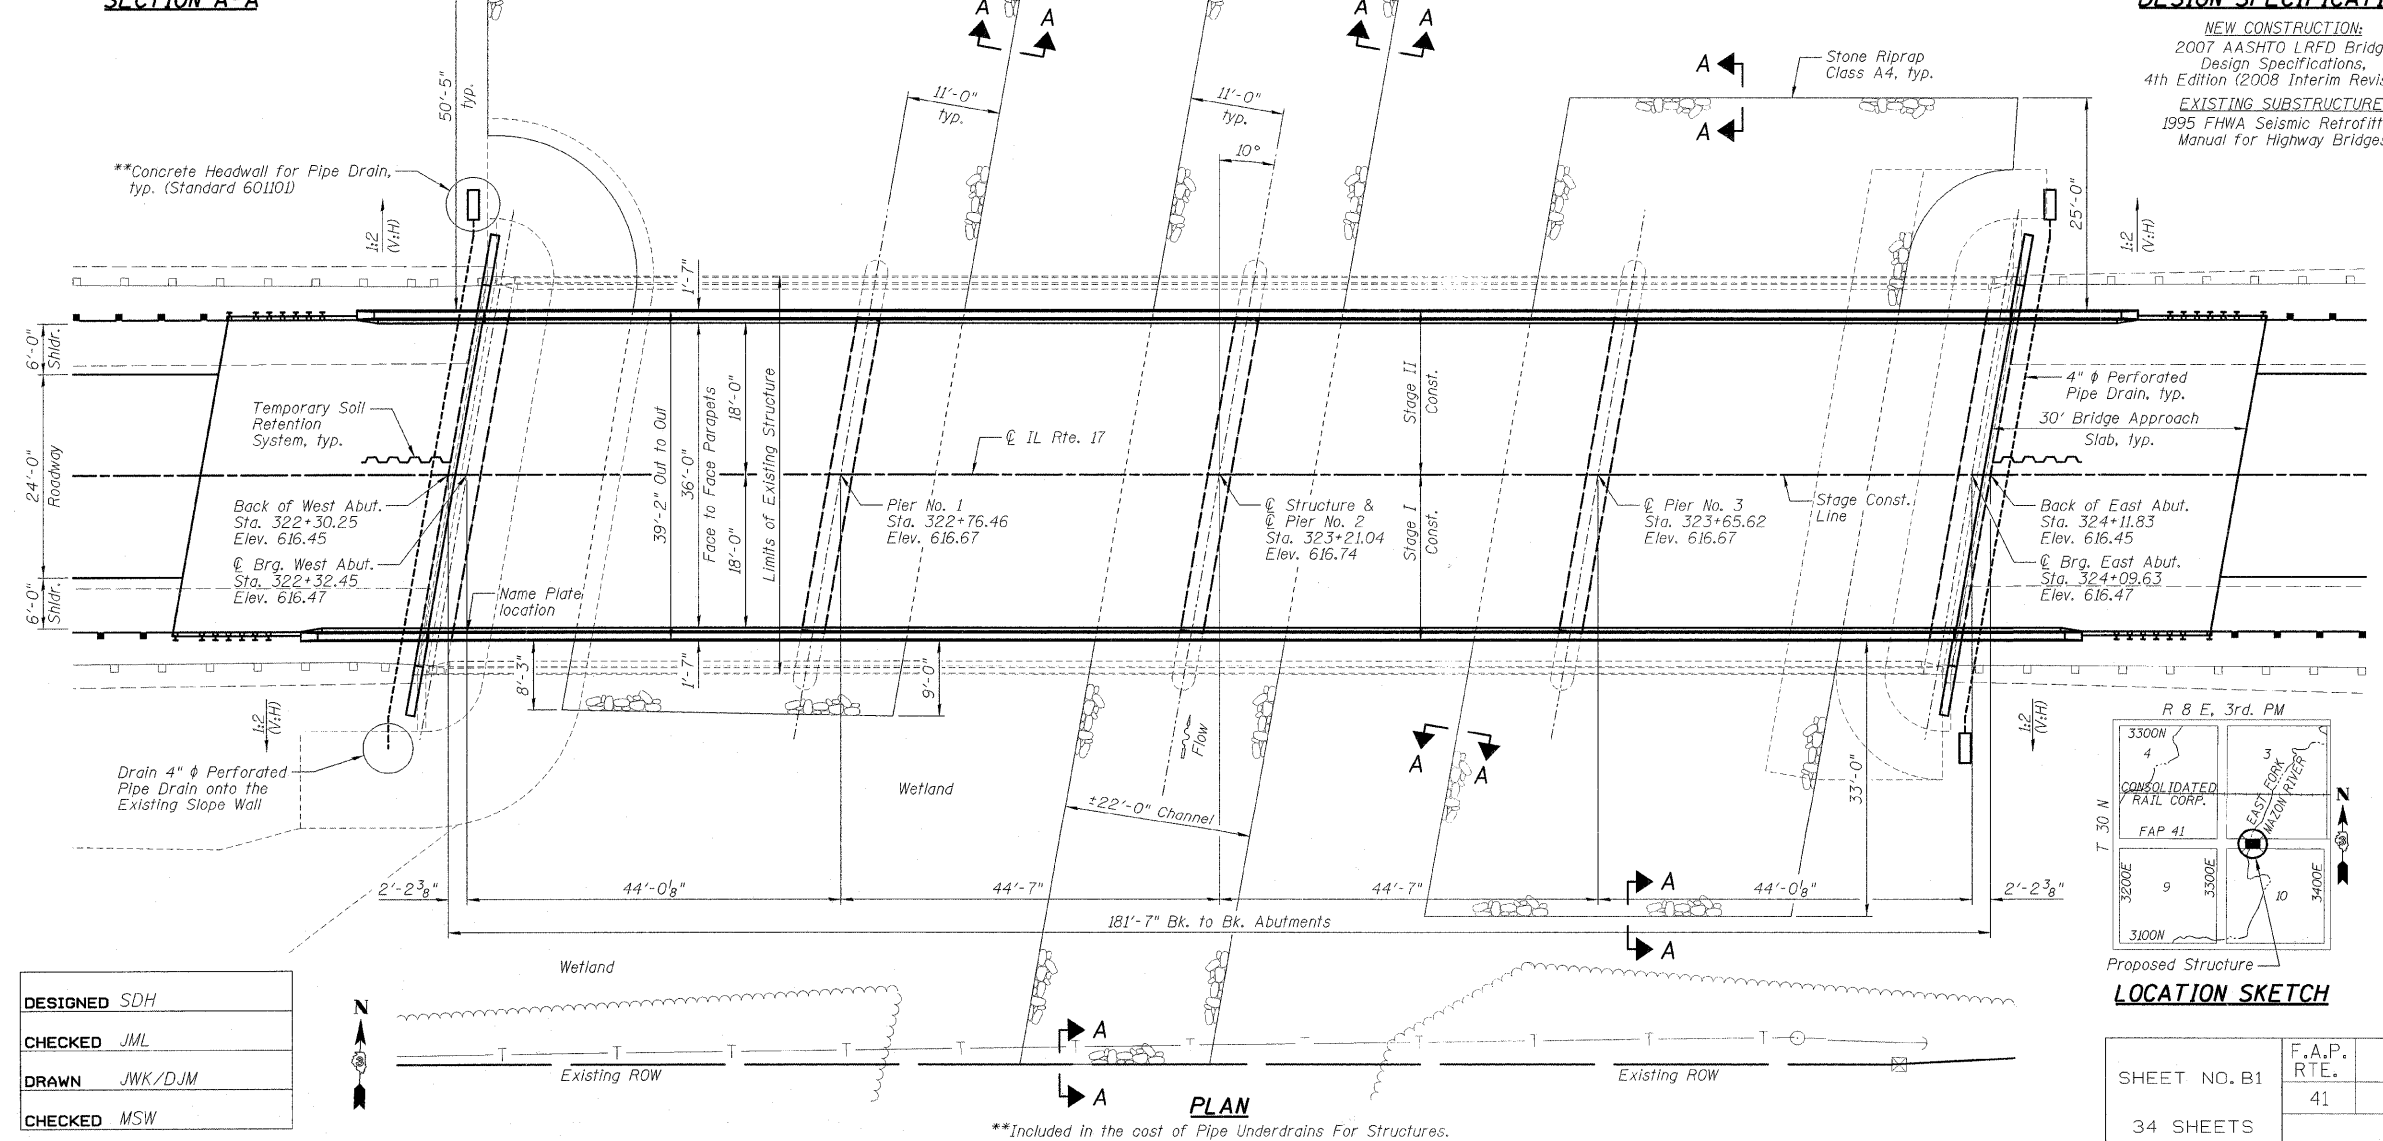 SECTION A-A
DESIGN SPECIFICATI
NEW CONSTRUCTION:
2007 AASHTO LRFD Bridg
Design Specifications,
4th Edition (2008 Interim Revis
EXISTING SUBSTRUCTURE
1995 FHWA Seismic Retrofitt
Manual for Highway Bridges
A
A
A
A
A
A
Stone Riprap
Class A4, typ.
50'-5"
typ.
11'-0"
typ.
11'-0"
typ.
10°
25'-0"
**Concrete Headwall for Pipe Drain,
typ. (Standard 601101)
1:2
(V:H)
1:2
(V:H)
1'-7"
6'-0"
Shldr.
24'-0"
Roadway
6'-0"
Shldr.
Temporary Soil
Retention
System, typ.
39'-2" Out to Out
36'-0"
Face to Face Parapets
18'-0"
18'-0"
Limits of Existing Structure
℄ IL Rte. 17
Stage II
Const.
Stage I
Const.
4" ϕ Perforated
Pipe Drain, typ.
30' Bridge Approach
Slab, typ.
Back of West Abut.
Sta. 322+30.25
Elev. 616.45
℄ Brg. West Abut.
Sta. 322+32.45
Elev. 616.47
Pier No. 1
Sta. 322+76.46
Elev. 616.67
℄ Structure &
℄ Pier No. 2
Sta. 323+21.04
Elev. 616.74
℄ Pier No. 3
Sta. 323+65.62
Elev. 616.67
Stage Const.
Line
Back of East Abut.
Sta. 324+11.83
Elev. 616.45
℄ Brg. East Abut.
Sta. 324+09.63
Elev. 616.47
Name Plate
location
8'-3"
1'-7"
9'-0"
1:2
(V:H)
1:2
(V:H)
Flow
A
A
33'-0"
Drain 4" ϕ Perforated
Pipe Drain onto the
Existing Slope Wall
Wetland
±22'-0" Channel
R 8 E, 3rd. PM
3300N
4
3
CONSOLIDATED
RAIL CORP.
EAST FORK
MAZON RIVER
FAP 41
T 30 N
3200E
9
3300E
10
3400E
3100N
N
Proposed Structure
LOCATION SKETCH
2'-2⅜"
44'-0⅛"
44'-7"
44'-7"
44'-0⅛"
2'-2⅜"
A
A
181'-7" Bk. to Bk. Abutments
Wetland
N
A
A
Existing ROW
Existing ROW
DESIGNED SDH
CHECKED JML
DRAWN JWK/DJM
CHECKED MSW
PLAN
**Included in the cost of Pipe Underdrains For Structures.
SHEET NO. B1
34 SHEETS
F.A.P.
RTE.
41